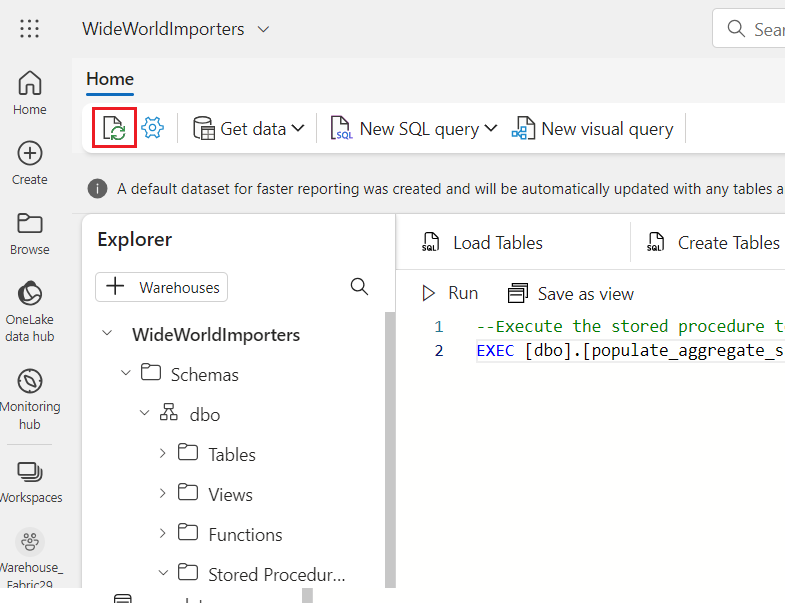 WideWorldImporters
Sear
Home
Get data
New SQL query
New visual query
A default dataset for faster reporting was created and will be automatically updated with any tables a
Home
Create
Browse
OneLake
data hub
Monitoring
hub
Workspaces
Warehouse_
Fabric29
Explorer
Warehouses
WideWorldImporters
Schemas
dbo
Tables
Views
Functions
Stored Procedur...
Load Tables
Create Tables
Run
Save as view
1 --Execute the stored procedure t
2 EXEC [dbo].[populate_aggregate_s